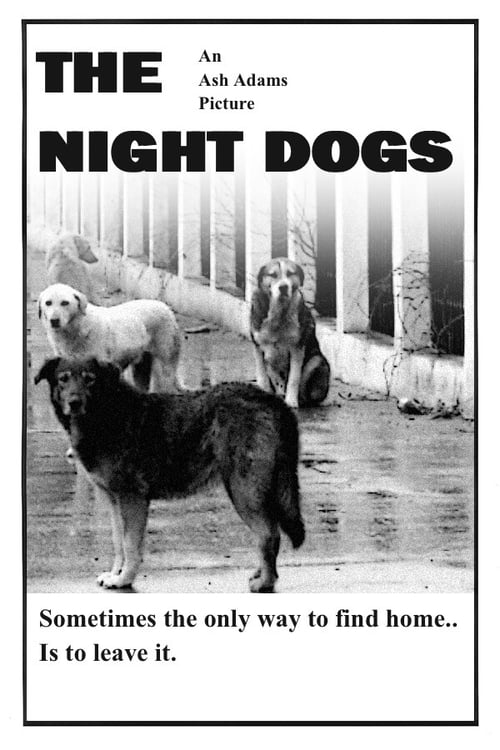 THE
An
Ash Adams
Picture
NIGHT DOGS
Sometimes the only way to find home..
Is to leave it.